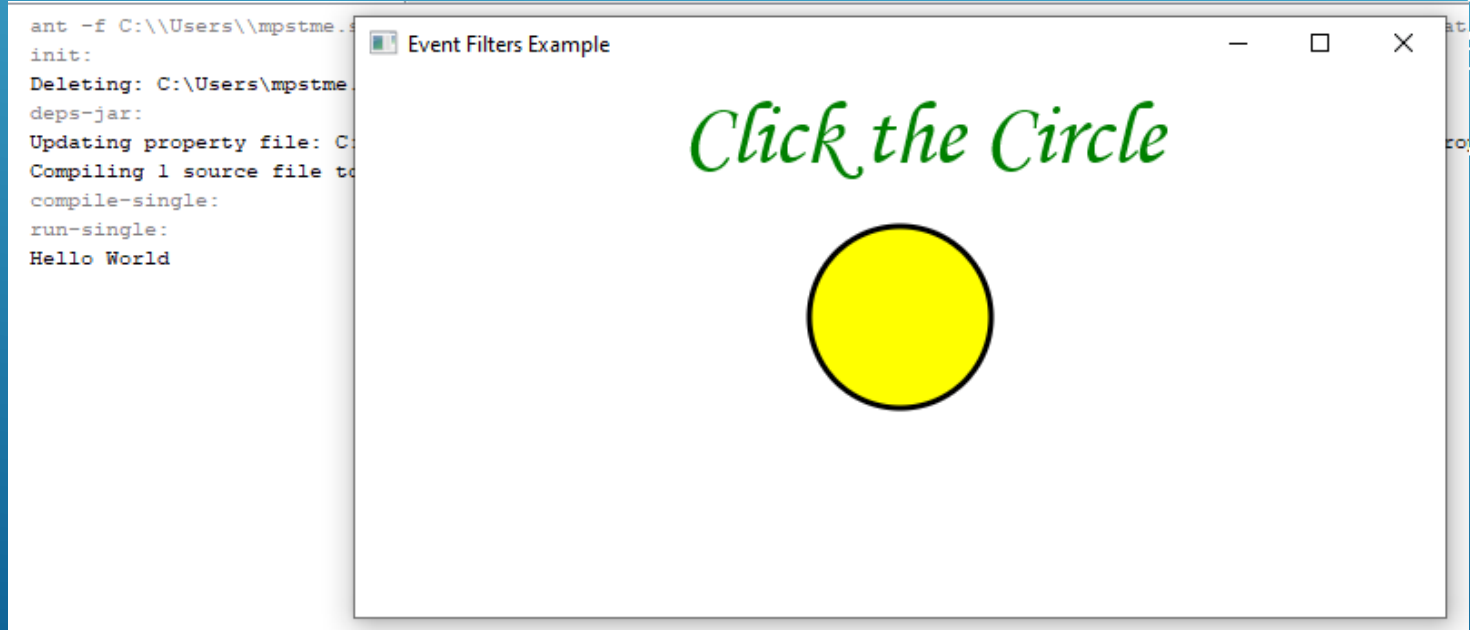 ant -f C:\\Users\\mpstme.s
init:
Deleting: C:\Users\mpstme.
deps-jar:
Updating property file: C:
Compiling 1 source file to
compile-single:
run-single:
Hello World
Event Filters Example
Click the Circle